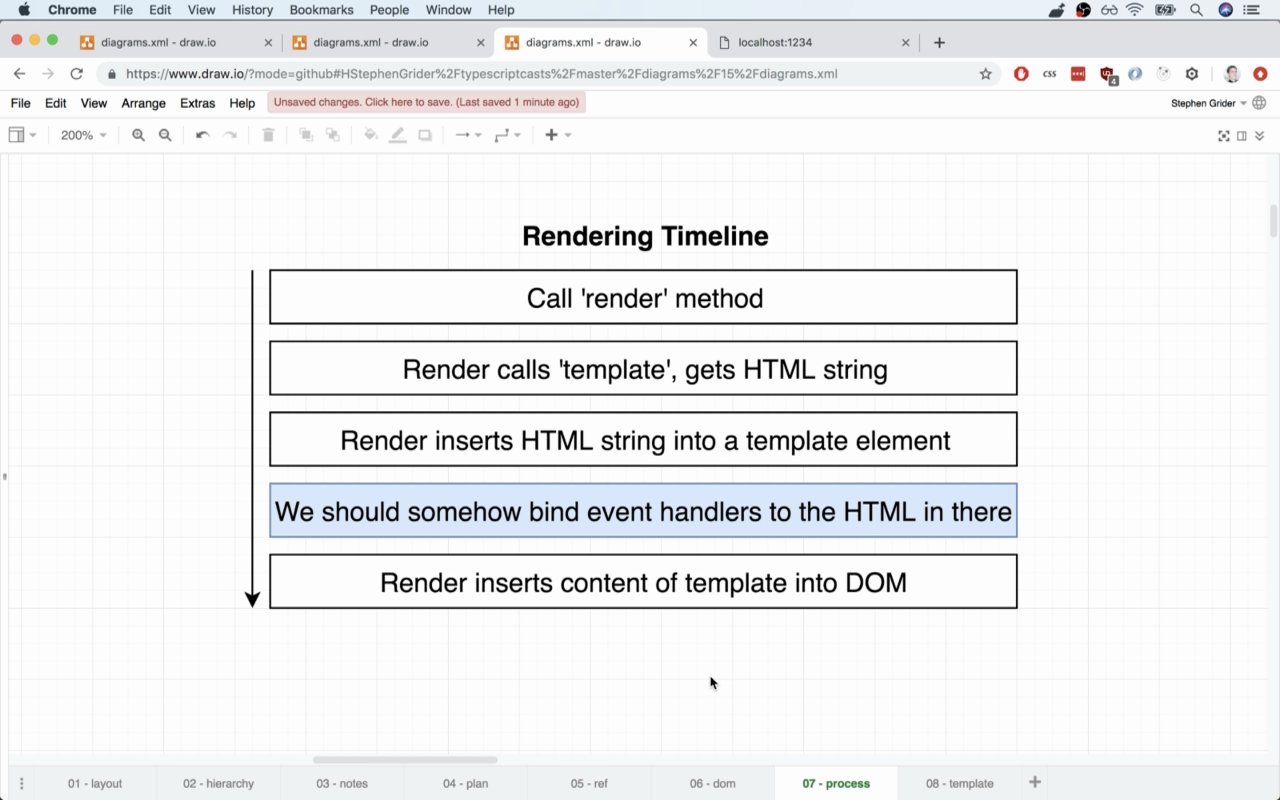 Chrome File Edit View History Bookmarks People Window Help
diagrams.xml - draw.io
diagrams.xml - draw.io
diagrams.xml - draw.io
localhost:1234
https://www.draw.io/?mode=github#HStephenGrider%2Ftypescriptcasts%2Fmaster%2Fdiagrams%2F15%2Fdiagrams.xml
CSS
4
File Edit View Arrange Extras Help
Unsaved changes. Click here to save. (Last saved 1 minute ago)
Stephen Grider
200%
Rendering Timeline
Call 'render' method
Render calls 'template', gets HTML string
Render inserts HTML string into a template element
We should somehow bind event handlers to the HTML in there
Render inserts content of template into DOM
01 - layout
02 - hierarchy
03 - notes
04 - plan
05 - ref
06 - dom
07 - process
08 - template